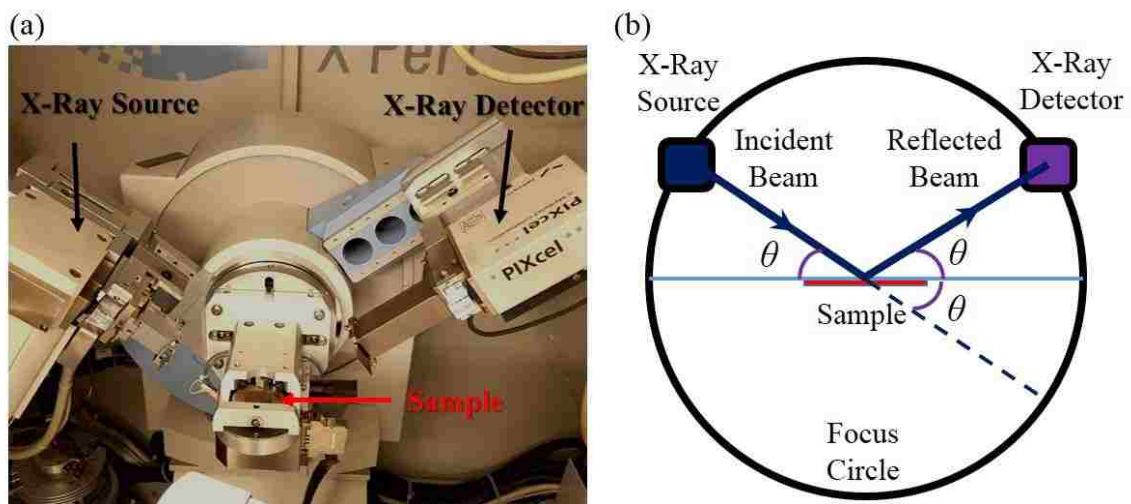 (a)
X Pert
X-Ray Source
X-Ray Detector
PIXcel
PIXcel
Sample
(b)
X-Ray
Source
X-Ray
Detector
Incident
Beam
Reflected
Beam
θ
θ
θ
Sample
Focus
Circle